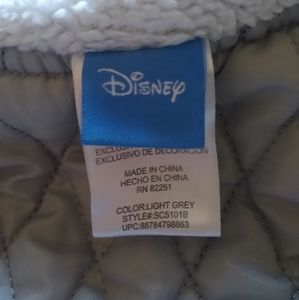 Disney
EXCLUSIVO DE DECORACION
MADE IN CHINA
HECHO EN CHINA
RN 82251
COLOR:LIGHT GREY
STYLE#:SC5101B
UPC:88784798863